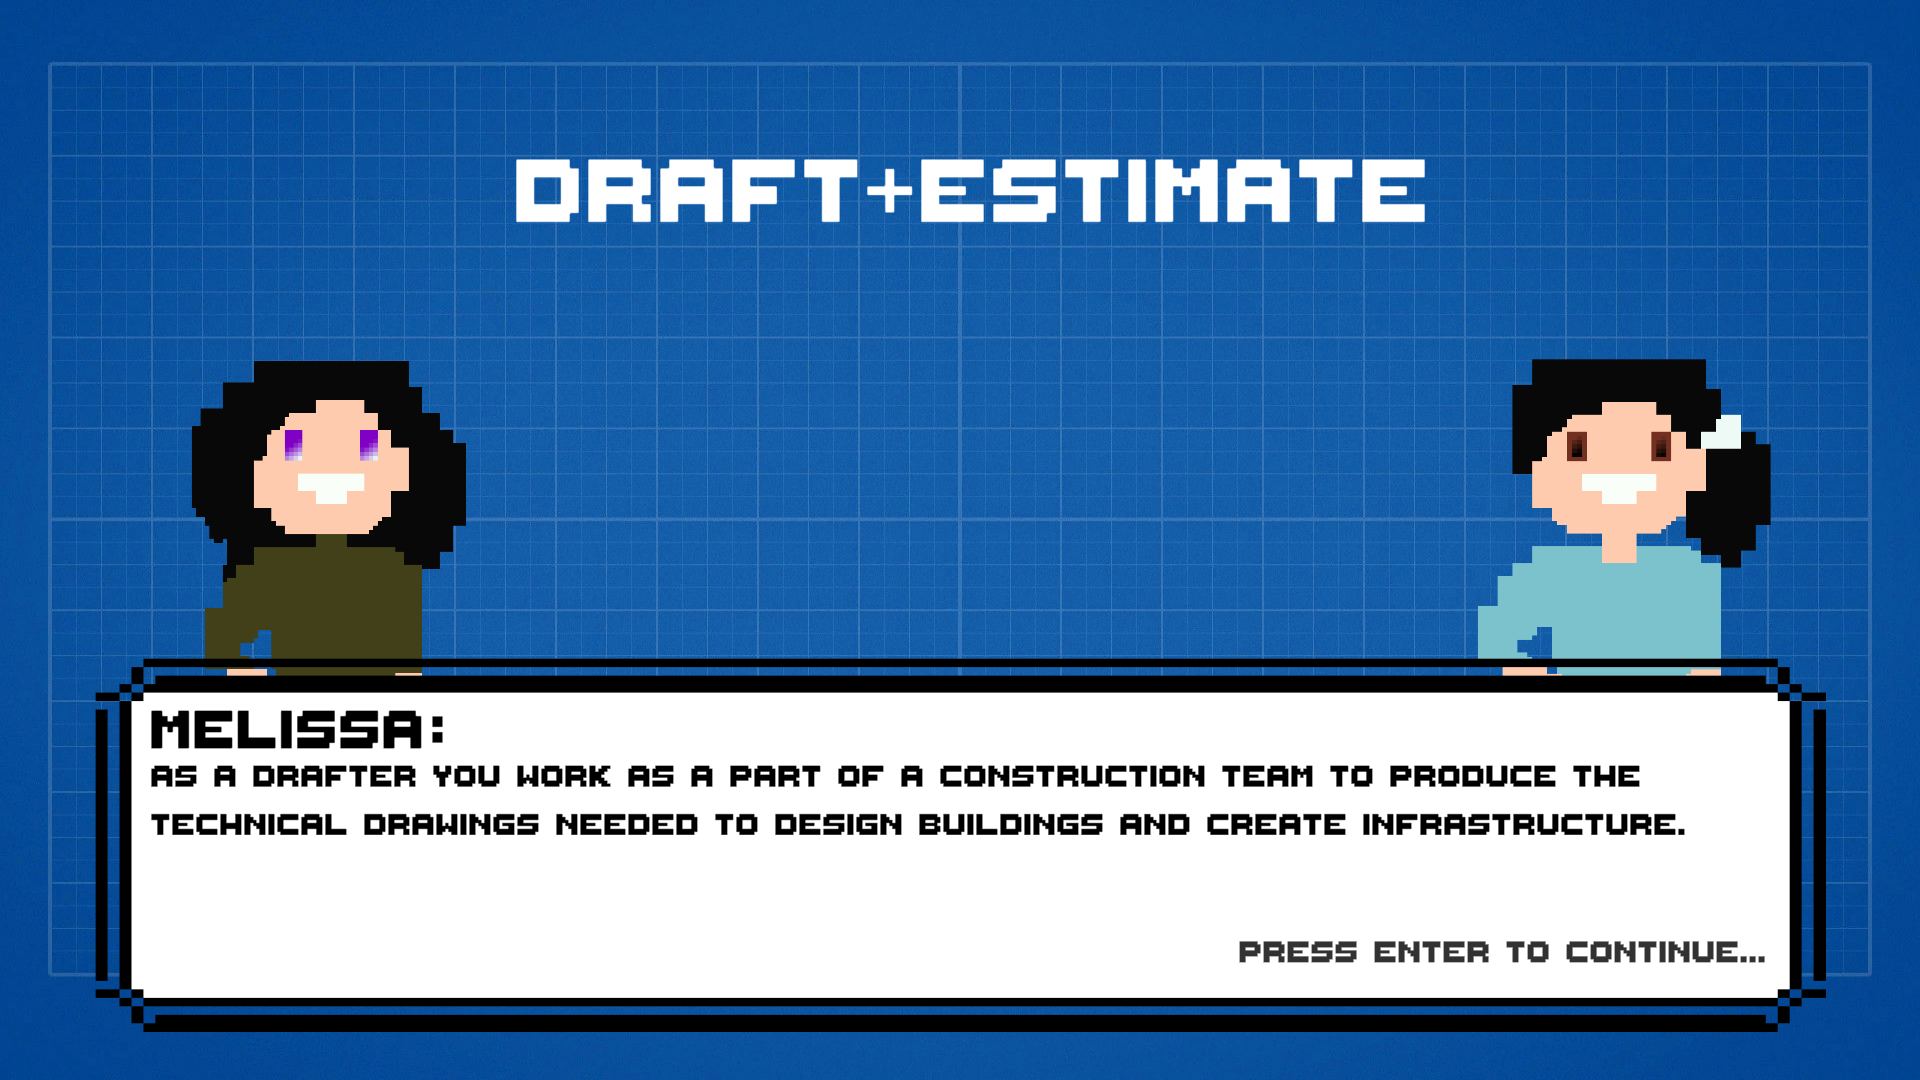 DRAFT+ESTIMATE
MELISSA:
AS A DRAFTER YOU WORK AS A PART OF A CONSTRUCTION TEAM TO PRODUCE THE
TECHNICAL DRAWINGS NEEDED TO DESIGN BUILDINGS AND CREATE INFRASTRUCTURE.
PRESS ENTER TO CONTINUE...